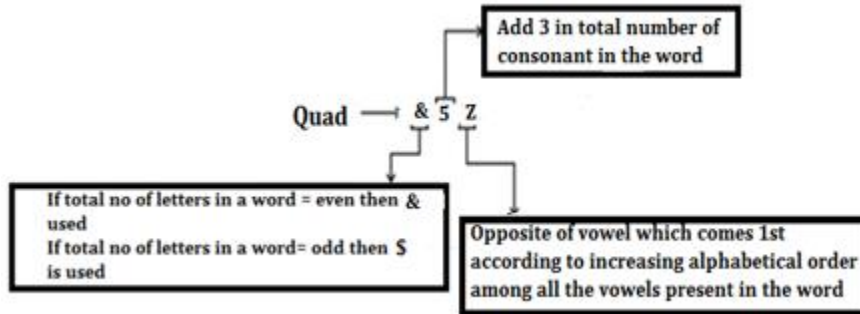 Add 3 in total number of
consonant in the word
Quad & 5 Z
If total no of letters in a word = even then &
used
If total no of letters in a word= odd then $
is used
Opposite of vowel which comes 1st
according to increasing alphabetical order
among all the vowels present in the word